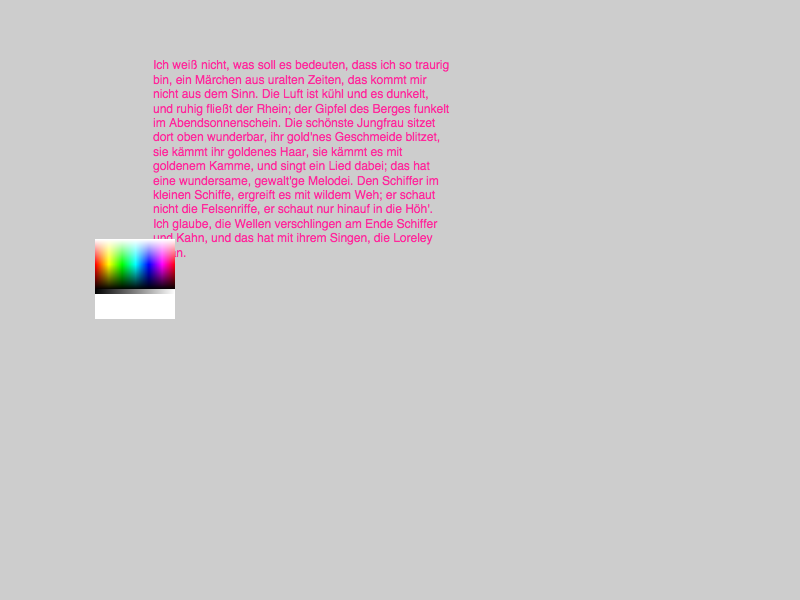 Ich weiß nicht, was soll es bedeuten, dass ich so traurig
bin, ein Märchen aus uralten Zeiten, das kommt mir
nicht aus dem Sinn. Die Luft ist kühl und es dunkelt,
und ruhig fließt der Rhein; der Gipfel des Berges funkelt
im Abendsonnenschein. Die schönste Jungfrau sitzet
dort oben wunderbar, ihr gold'nes Geschmeide blitzet,
sie kämmt ihr goldenes Haar, sie kämmt es mit
goldenem Kamme, und singt ein Lied dabei; das hat
eine wundersame, gewalt'ge Melodei. Den Schiffer im
kleinen Schiffe, ergreift es mit wildem Weh; er schaut
nicht die Felsenriffe, er schaut nur hinauf in die Höh'.
Ich glaube, die Wellen verschlingen am Ende Schiffer
und Kahn, und das hat mit ihrem Singen, die Loreley